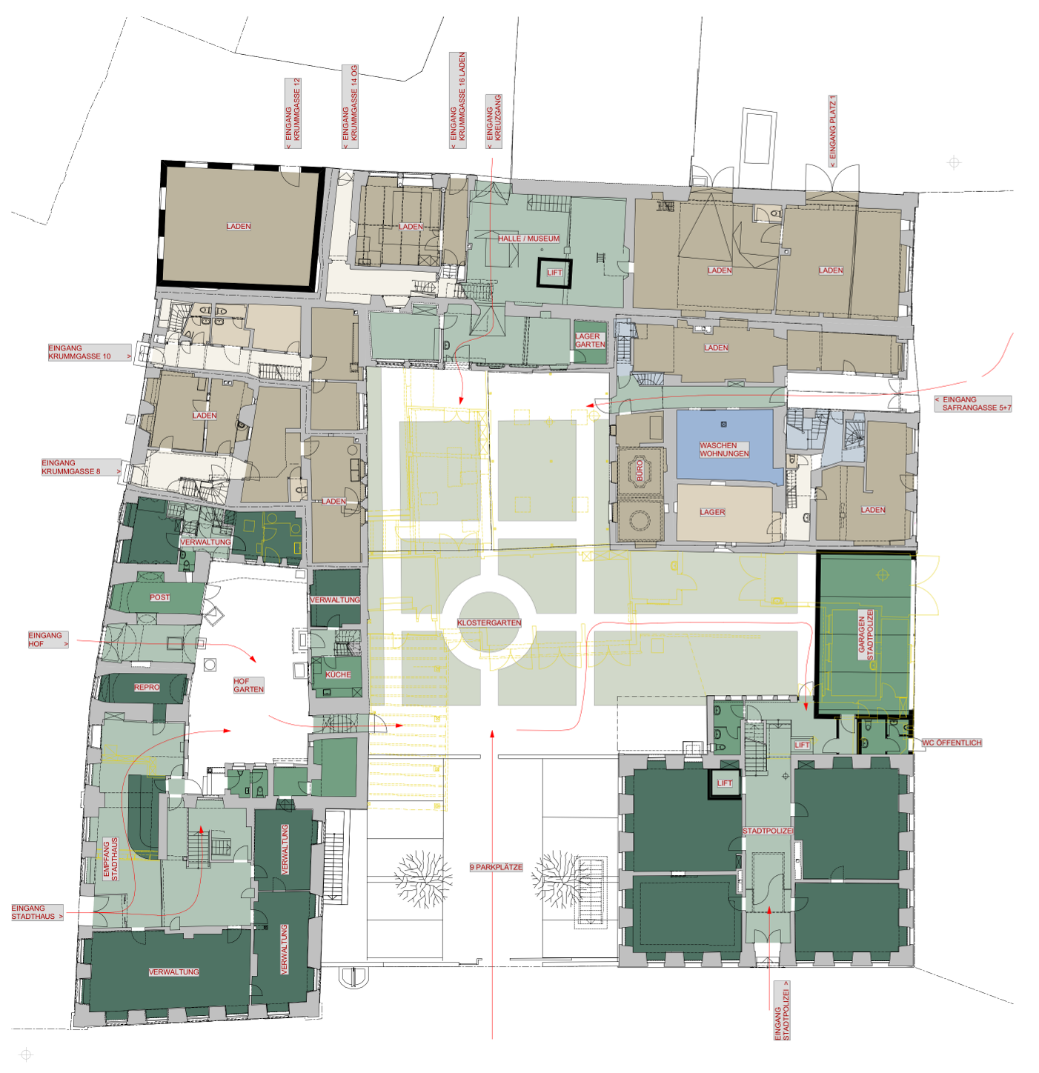 < EINGANG
KRUMMGASSE 12
< EINGANG
KRUMMGASSE 14 OG
< EINGANG
KRUMMGASSE 16 LADEN
< EINGANG
KREUZGANG
< EINGANG PLATZ 1
LADEN
LADEN
HALLE / MUSEUM
LIFT
LADEN
LADEN
LAGER
GARTEN
LADEN
EINGANG
KRUMMGASSE 10 >
< EINGANG
SAFRANGASSE 5+7
LADEN
WASCHEN
WOHNUNGEN
BÜRO
EINGANG
KRUMMGASSE 8 >
LADEN
LAGER
LADEN
VERWALTUNG
POST
VERWALTUNG
KLOSTERGARTEN
GARAGEN
STADTPOLIZEI
EINGANG
HOF >
KÜCHE
HOF
GARTEN
REPRO
LIFT
WC ÖFFENTLICH
LIFT
STADTPOLIZEI
EMPFANG
STADTHAUS
VERWALTUNG
9 PARKPLÄTZE
EINGANG
STADTHAUS >
VERWALTUNG
VERWALTUNG
EINGANG
STADTPOLIZEI >